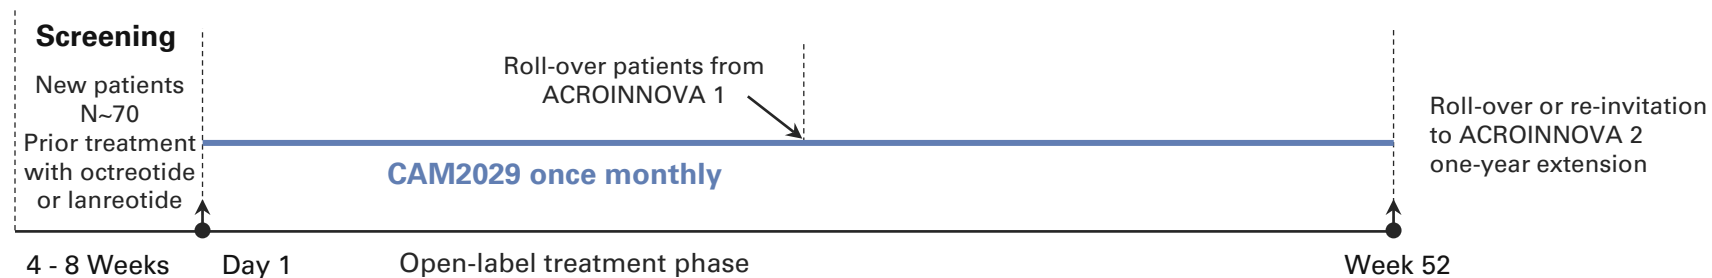 Screening
New patients
N~70
Prior treatment
with octreotide
or lanreotide
Roll-over patients from
ACROINNOVA 1
CAM2029 once monthly
Roll-over or re-invitation
to ACROINNOVA 2
one-year extension
4 - 8 Weeks
Day 1
Open-label treatment phase
Week 52